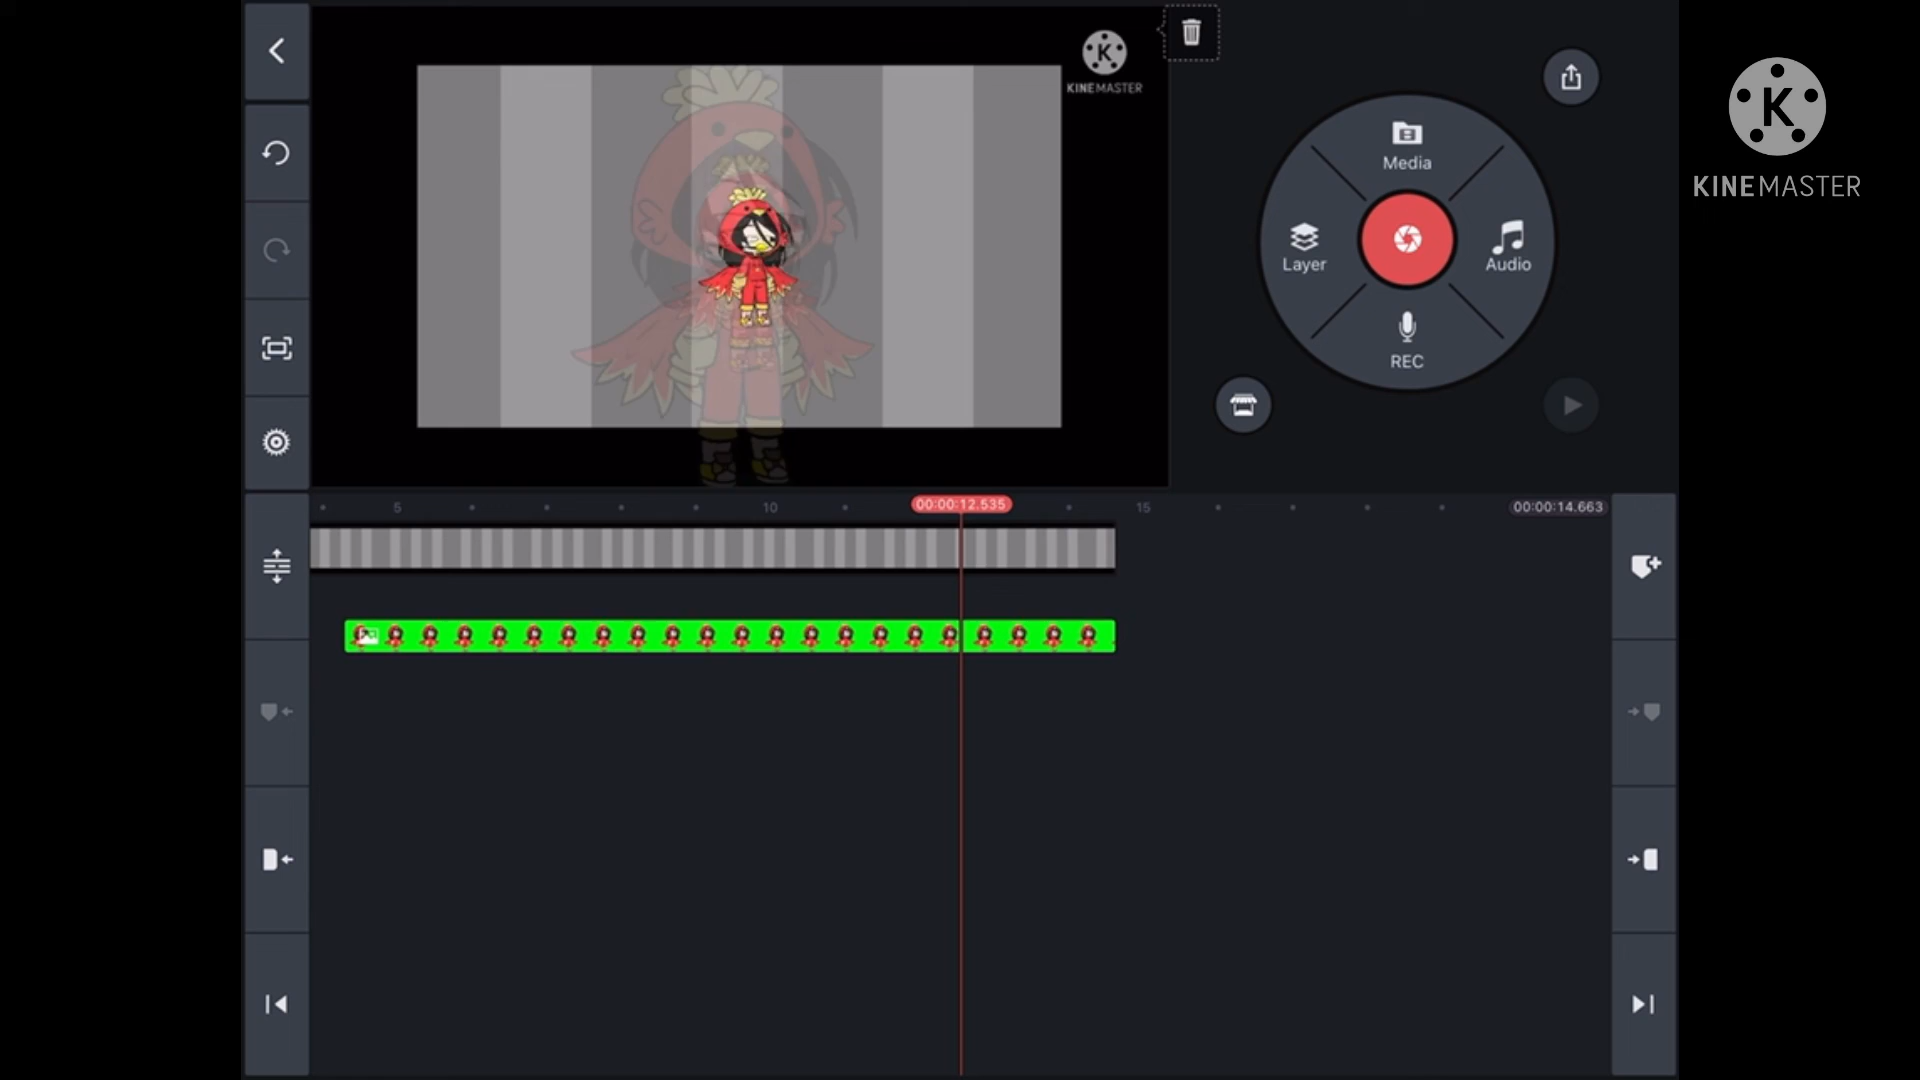 K
KINEMASTER
Media
Layer
Audio
REC
K
KINEMASTER
5
10
00:00:12.535
15
00:00:14.663